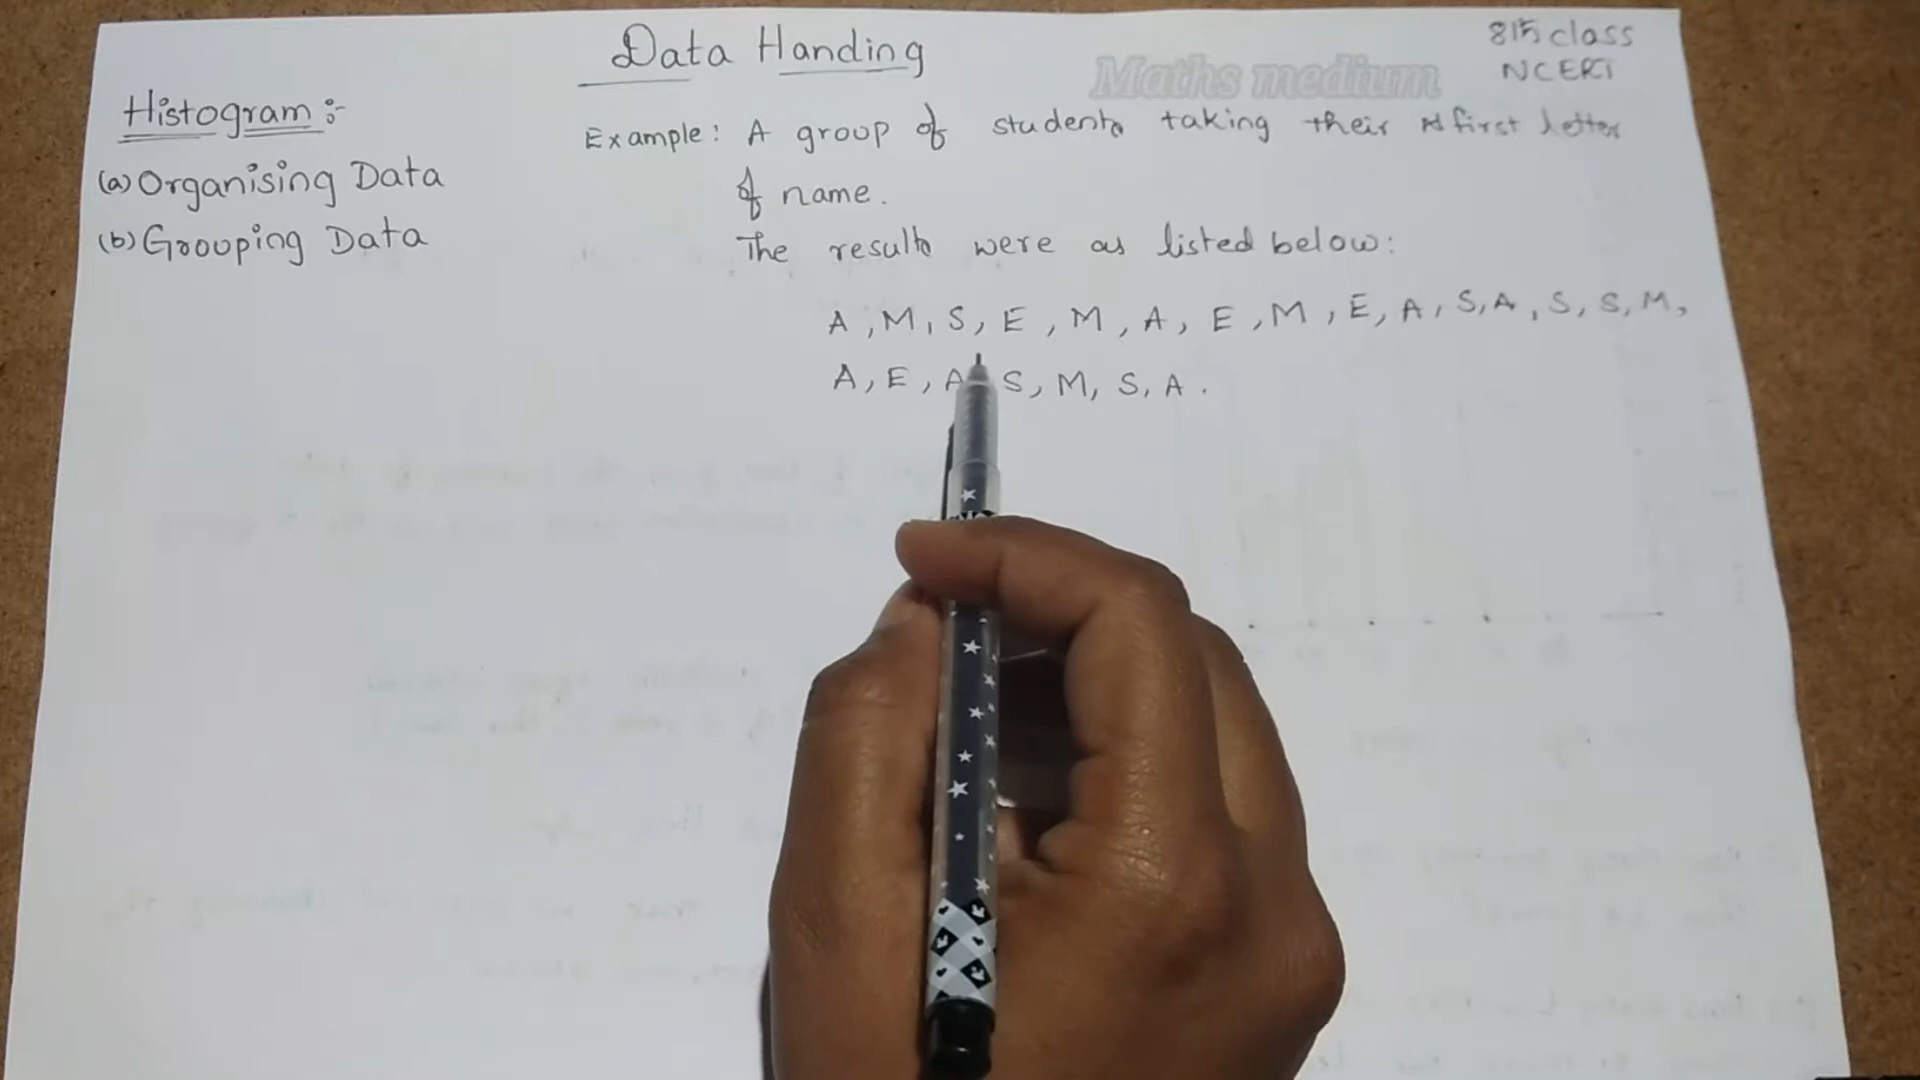 Data Handing
8th class
NCERT
Maths medium
Histogram :-
(a) Organising Data
(b) Grouping Data
Example: A group of students taking their first letter
of name.
The results were as listed below:
A, M, S, E, M, A, E, M, E, A, S, A, S, S, M,
A, E, A, S, M, S, A.